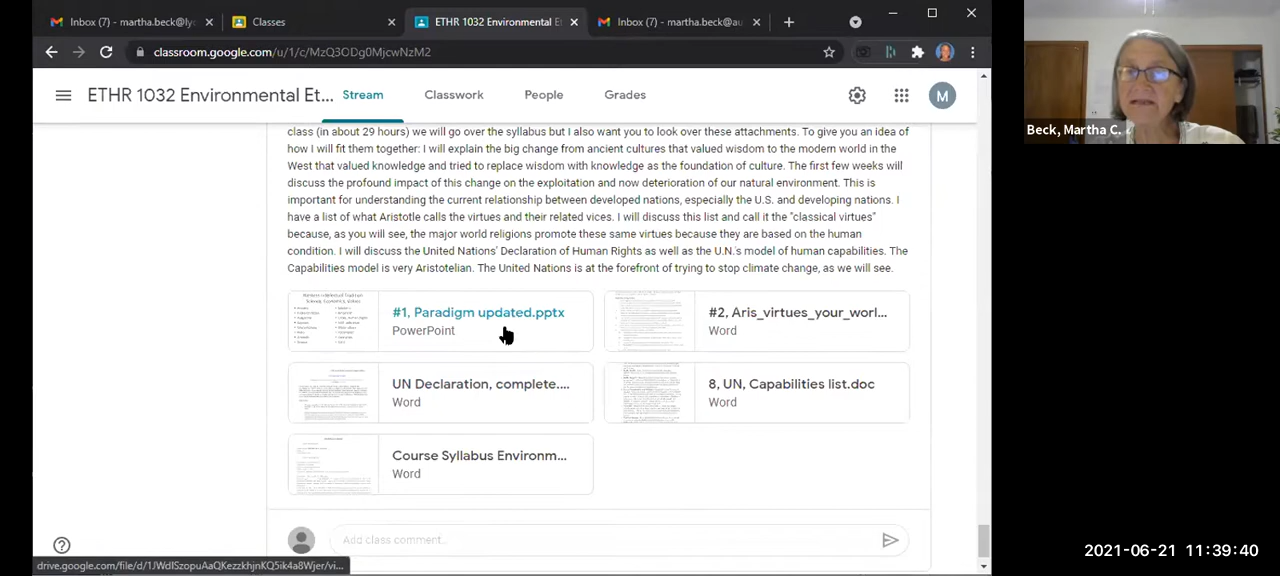 Inbox (7) - martha.beck@ly
Classes
ETHR 1032 Environmental E
Inbox (7) - martha.beck@au
classroom.google.com/u/1/c/MzQ3ODg0MjcwNzM2
ETHR 1032 Environmental Et...
Stream
Classwork
People
Grades
M
class (in about 29 hours) we will go over the syllabus but I also want you to look over these attachments. To give you an idea of
how I will fit them together: I will explain the big change from ancient cultures that valued wisdom to the modern world in the
West that valued knowledge and tried to replace wisdom with knowledge as the foundation of culture. The first few weeks will
discuss the profound impact of this change on the exploitation and now deterioration of our natural environment. This is
important for understanding the current relationship between developed nations, especially the U.S. and developing nations. I
have a list of what Aristotle calls the virtues and their related vices. I will discuss this list and call it the "classical virtues"
because, as you will see, the major world religions promote these same virtues because they are based on the human
condition. I will discuss the United Nations' Declaration of Human Rights as well as the U.N.'s model of human capabilities. The
Capabilities model is very Aristotelian. The United Nations is at the forefront of trying to stop climate change, as we will see.
#1, Paradigm updated.pptx
PowerPoint
#2, Aris_virtues_your_worl...
Word
UN Declaration, complete....
Word
8, UN, Capabilities list.doc
Word
Course Syllabus Environm...
Word
Add class comment...
drive.google.com/file/d/1JWdISzopuAaQKezzkhjnKQ5ik4a8Wjer/vi...
Beck, Martha C.
2021-06-21 11:39:40